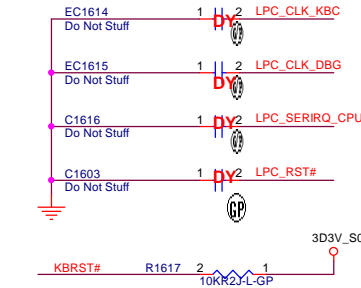 EC1614 1 DY 2 LPC_CLK_KBC
Do Not Stuff
EC1615 1 DY 2 LPC_CLK_DBG
Do Not Stuff
C1616 1 DY 2 LPC_SERIRQ_CPU
Do Not Stuff
C1603 1 DY 2 LPC_RST#
Do Not Stuff
GP
3D3V_S0
KBRST# R1617 2 1
10KR2J-L-GP